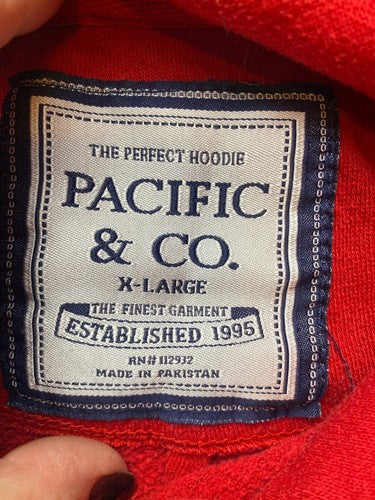 THE PERFECT HOODIE
PACIFIC
& CO.
X-LARGE
THE FINEST GARMENT
ESTABLISHED 1995
RN# 112932
MADE IN PAKISTAN